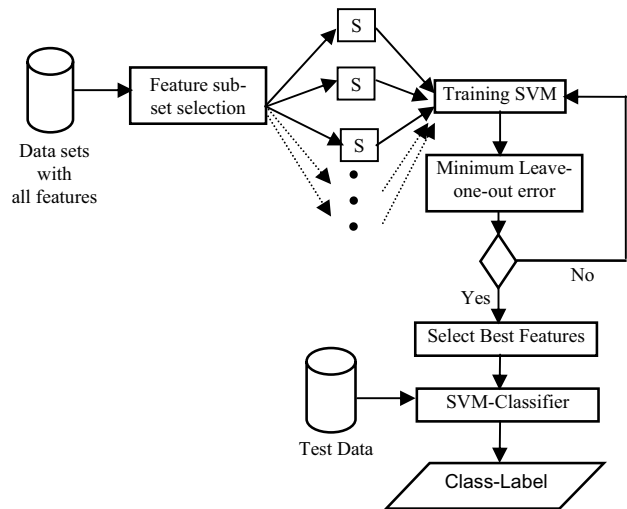 S
Feature sub-
set selection
S
Training SVM
S
Data sets
with
all features
Minimum Leave-
one-out error
No
Yes
Select Best Features
SVM-Classifier
Test Data
Class-Label